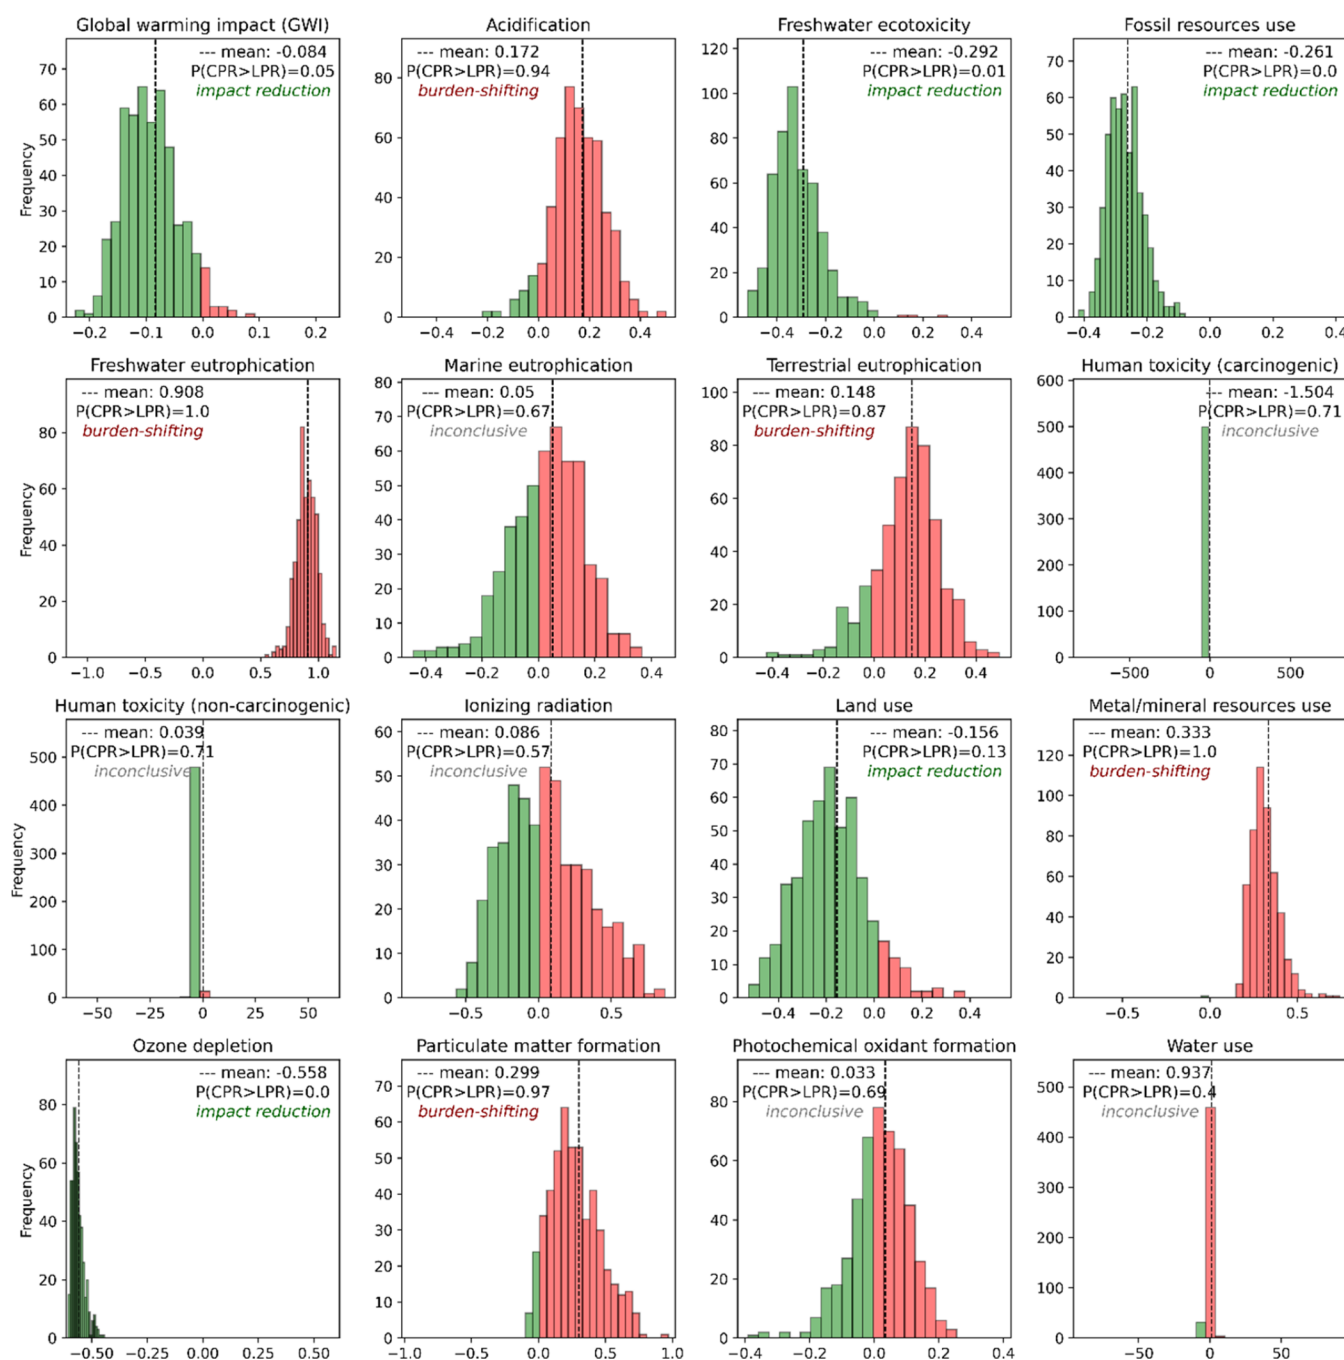 Global warming impact (GWI)
--- mean: -0.084
P(CPR>LPR)=0.05
impact reduction
Frequency
0
10
20
30
40
50
60
70
−0.2
−0.1
0.0
0.1
0.2
Acidification
--- mean: 0.172
P(CPR>LPR)=0.94
burden-shifting
0
20
40
60
80
−0.4
−0.2
0.0
0.2
0.4
Freshwater ecotoxicity
--- mean: -0.292
P(CPR>LPR)=0.01
impact reduction
0
20
40
60
80
100
120
−0.4
−0.2
0.0
0.2
0.4
Fossil resources use
--- mean: -0.261
P(CPR>LPR)=0.0
impact reduction
0
10
20
30
40
50
60
70
−0.4
−0.2
0.0
0.2
0.4
Freshwater eutrophication
--- mean: 0.908
P(CPR>LPR)=1.0
burden-shifting
Frequency
0
20
40
60
80
−1.0
−0.5
0.0
0.5
1.0
Marine eutrophication
--- mean: 0.05
P(CPR>LPR)=0.67
inconclusive
0
10
20
30
40
50
60
70
80
−0.4
−0.2
0.0
0.2
0.4
Terrestrial eutrophication
--- mean: 0.148
P(CPR>LPR)=0.87
burden-shifting
0
20
40
60
80
100
−0.4
−0.2
0.0
0.2
0.4
Human toxicity (carcinogenic)
--- mean: -1.504
P(CPR>LPR)=0.71
inconclusive
0
100
200
300
400
500
600
−500
0
500
Human toxicity (non-carcinogenic)
--- mean: 0.039
P(CPR>LPR)=0.71
inconclusive
Frequency
0
100
200
300
400
500
−50
−25
0
25
50
Ionizing radiation
--- mean: 0.086
P(CPR>LPR)=0.57
inconclusive
0
10
20
30
40
50
60
−0.5
0.0
0.5
Land use
--- mean: -0.156
P(CPR>LPR)=0.13
impact reduction
0
10
20
30
40
50
60
70
80
−0.4
−0.2
0.0
0.2
0.4
Metal/mineral resources use
--- mean: 0.333
P(CPR>LPR)=1.0
burden-shifting
0
20
40
60
80
100
120
−0.5
0.0
0.5
Ozone depletion
--- mean: -0.558
P(CPR>LPR)=0.0
impact reduction
Frequency
0
20
40
60
80
−0.50
−0.25
0.00
0.25
0.50
Particulate matter formation
--- mean: 0.299
P(CPR>LPR)=0.97
burden-shifting
0
10
20
30
40
50
60
70
−1.0
−0.5
0.0
0.5
1.0
Photochemical oxidant formation
--- mean: 0.033
P(CPR>LPR)=0.69
inconclusive
0
20
40
60
80
−0.4
−0.2
0.0
0.2
0.4
Water use
--- mean: 0.937
P(CPR>LPR)=0.4
inconclusive
0
100
200
300
400
500
−50
0
50